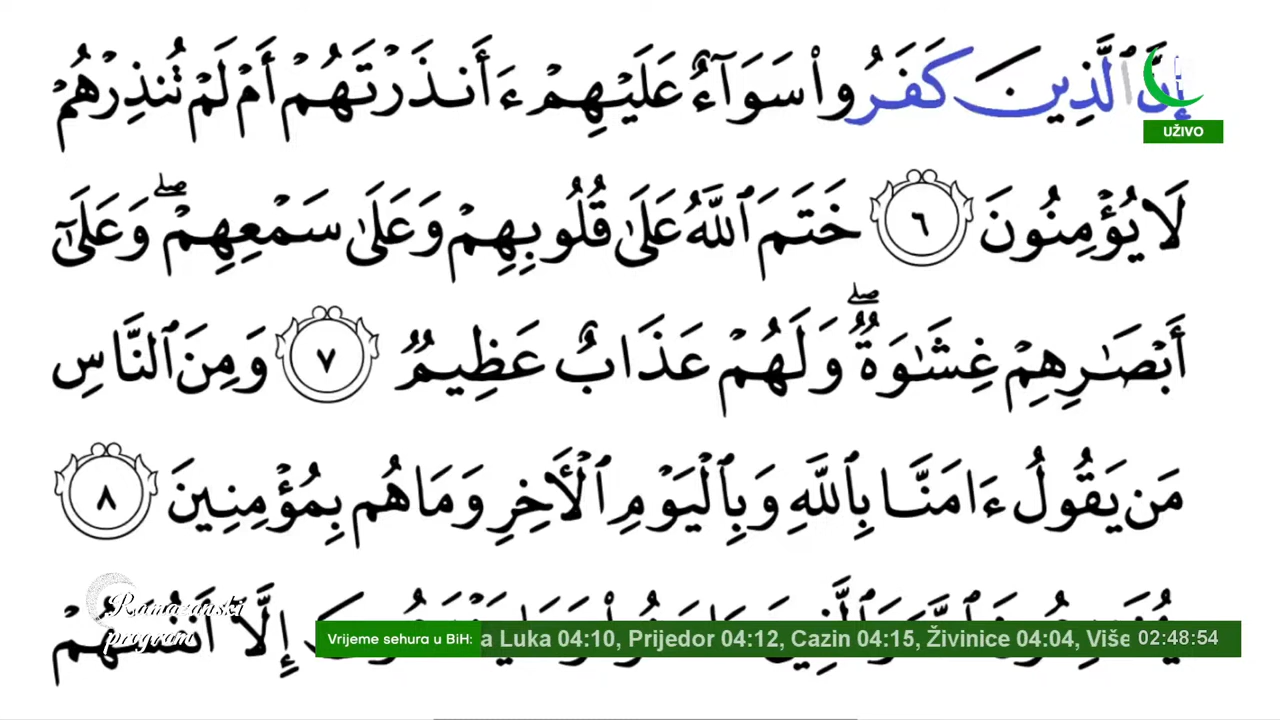 إِنَّ ٱلَّذِينَ كَفَرُوا۟ سَوَآءٌ عَلَيْهِمْ ءَأَنذَرْتَهُمْ أَمْ لَمْ تُنذِرْهُمْ
UŽIVO
لَا يُؤْمِنُونَ ٦ خَتَمَ ٱللَّهُ عَلَىٰ قُلُوبِهِمْ وَعَلَىٰ سَمْعِهِمْ ۖ وَعَلَىٰٓ
أَبْصَـٰرِهِمْ غِشَـٰوَةٌ ۖ وَلَهُمْ عَذَابٌ عَظِيمٌ ٧ وَمِنَ ٱلنَّاسِ
مَن يَقُولُ ءَامَنَّا بِٱللَّهِ وَبِٱلْيَوْمِ ٱلْـَٔاخِرِ وَمَا هُم بِمُؤْمِنِينَ ٨
إِلَّآ أَنفُسَهُمْ
Ramazanski
program
Vrijeme sehura u BiH: a Luka 04:10, Prijedor 04:12, Cazin 04:15, Živinice 04:04, Više 02:48:54